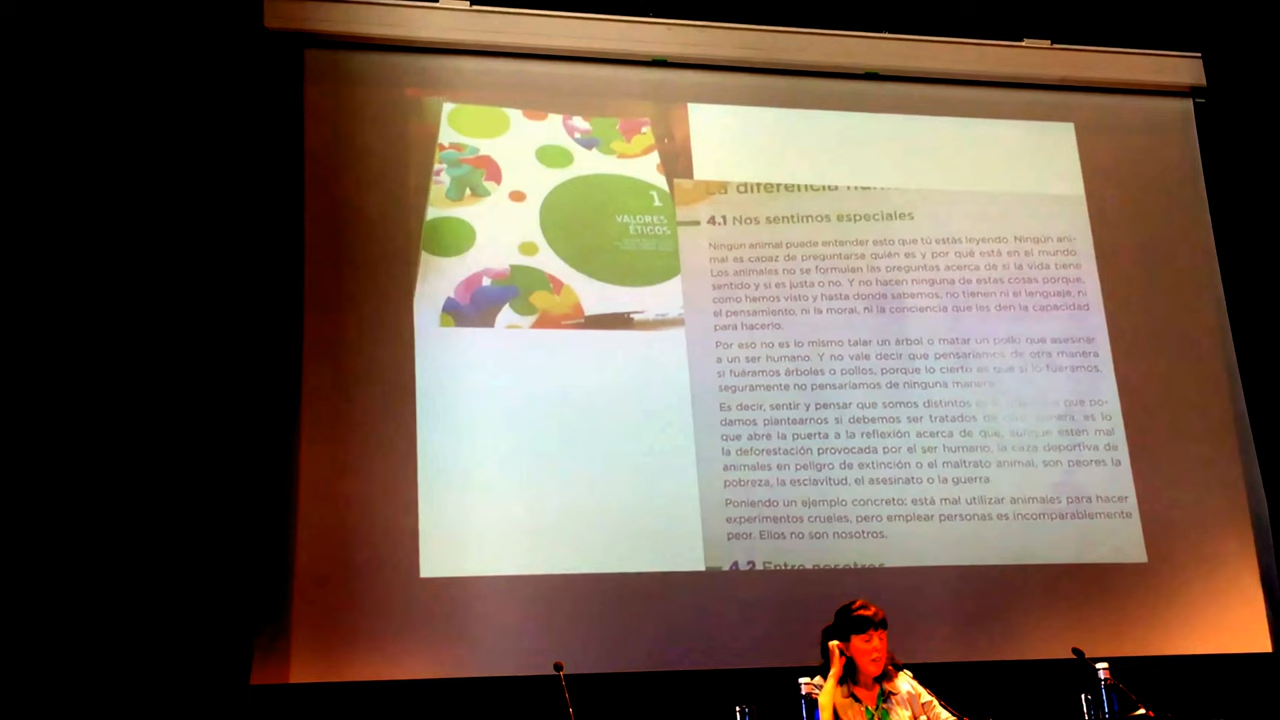 1
VALORES
ÉTICOS
La diferencia
4.1 Nos sentimos especiales
Ningún animal puede entender esto que tú estás leyendo. Ningún ani-
mal es capaz de preguntarse quién es y por qué está en el mundo.
Los animales no se formulan las preguntas acerca de si la vida tiene
sentido y si es justa o no. Y no hacen ninguna de estas cosas porque,
como hemos visto y hasta donde sabemos, no tienen ni el lenguaje, ni
el pensamiento, ni la moral, ni la conciencia que les den la capacidad
para hacerlo.
Por eso no es lo mismo talar un árbol o matar un pollo que asesinar
a un ser humano. Y no vale decir que pensaríamos de otra manera
si fuéramos árboles o pollos, porque lo cierto es que si lo fuéramos,
seguramente no pensaríamos de ninguna manera.
Es decir, sentir y pensar que somos distintos que po-
damos plantearnos si debemos ser tratados de otra manera, es lo
que abre la puerta a la reflexión acerca de que, aunque estén mal
la deforestación provocada por el ser humano, la caza deportiva de
animales en peligro de extinción o el maltrato animal, son peores la
pobreza, la esclavitud, el asesinato o la guerra.
Poniendo un ejemplo concreto: está mal utilizar animales para hacer
experimentos crueles, pero emplear personas es incomparablemente
peor. Ellos no son nosotros.
4.2 Entre nosotros